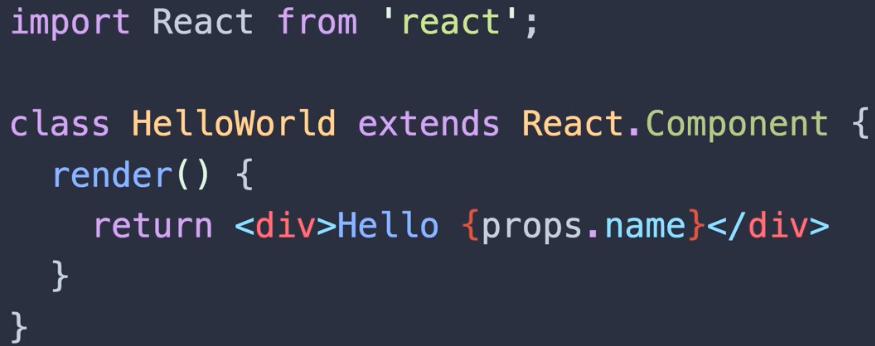 import React from 'react';
class HelloWorld extends React.Component {
render() {
return <div>Hello {props.name}</div>
}
}